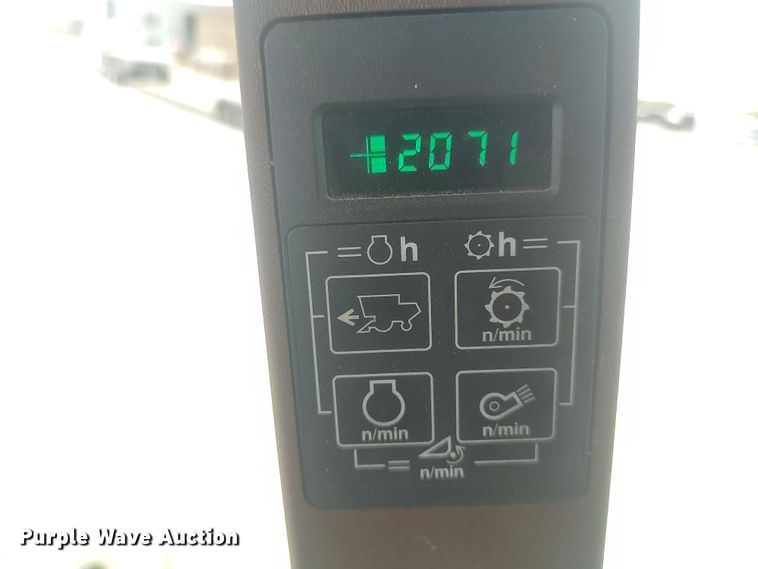 2071
= h h =
n/min
n/min n/min
= n/min
Purple Wave Auction